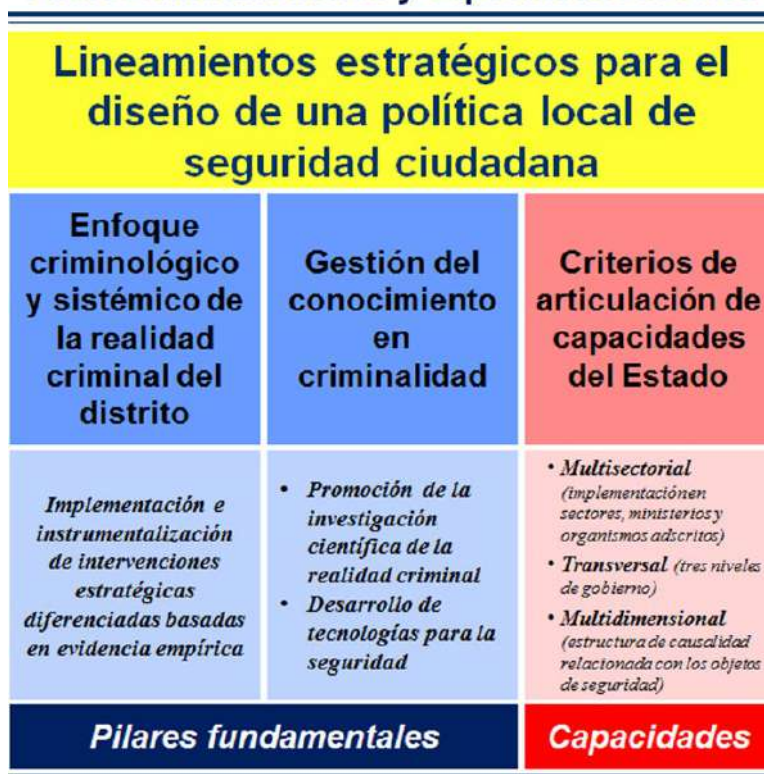 Lineamientos estratégicos para el
diseño de una política local de
seguridad ciudadana
Enfoque
criminológico
y sistémico de
la realidad
criminal del
distrito
Gestión del
conocimiento
en
criminalidad
Criterios de
articulación de
capacidades
del Estado
Implementación e
instrumentalización
de intervenciones
estratégicas
diferenciadas basadas
en evidencia empírica
• Promoción de la
investigación
científica de la
realidad criminal
• Desarrollo de
tecnologías para la
seguridad
• Multisectorial
(implementaciónen
sectores, ministerios y
organismos adscritos)
• Transversal (tres niveles
de gobierno)
• Multidimensional
(estructura de causalidad
relacionada con los objetos
de seguridad)
Pilares fundamentales
Capacidades